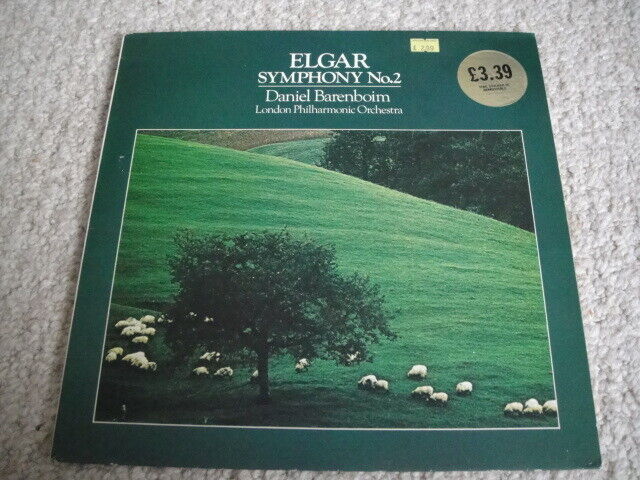 ELGAR
SYMPHONY No.2
Daniel Barenboim
London Philharmonic Orchestra
£3.39